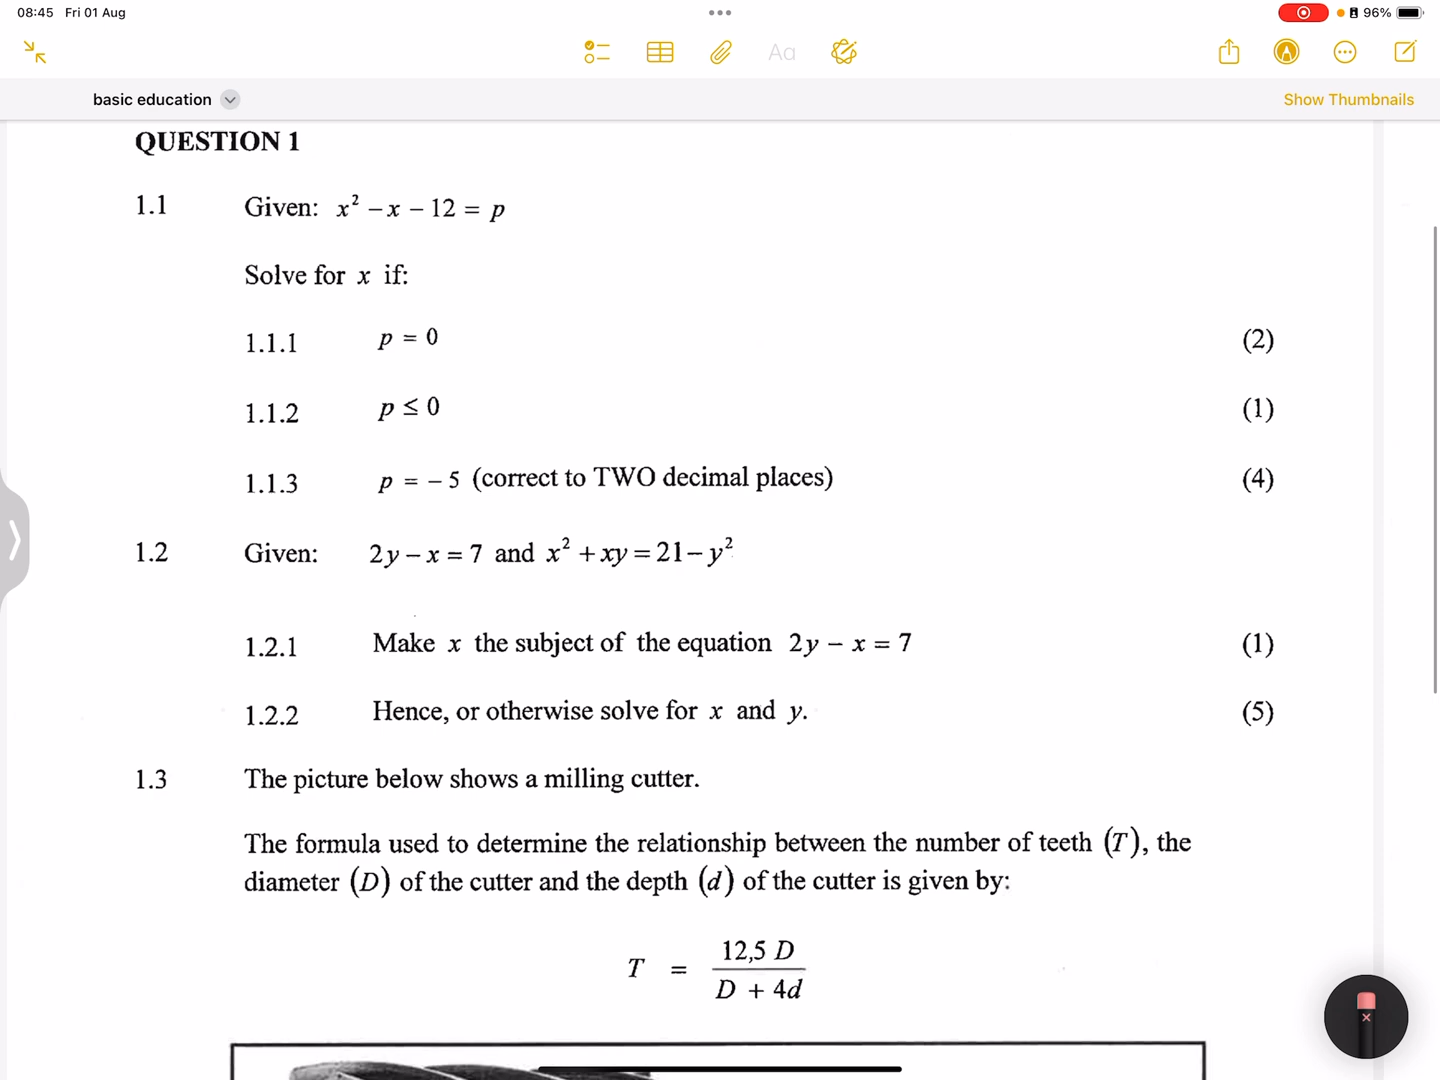 08:45 Fri 01 Aug
96%
Aa
basic education
Show Thumbnails
QUESTION 1
1.1 Given: x² – x – 12 = p
Solve for x if:
1.1.1 p = 0 (2)
1.1.2 p ≤ 0 (1)
1.1.3 p = – 5 (correct to TWO decimal places) (4)
1.2 Given: 2y – x = 7 and x² + xy = 21 – y²
1.2.1 Make x the subject of the equation 2y – x = 7 (1)
1.2.2 Hence, or otherwise solve for x and y. (5)
1.3 The picture below shows a milling cutter.
The formula used to determine the relationship between the number of teeth (T), the
diameter (D) of the cutter and the depth (d) of the cutter is given by:
T = 12,5 D / D + 4d